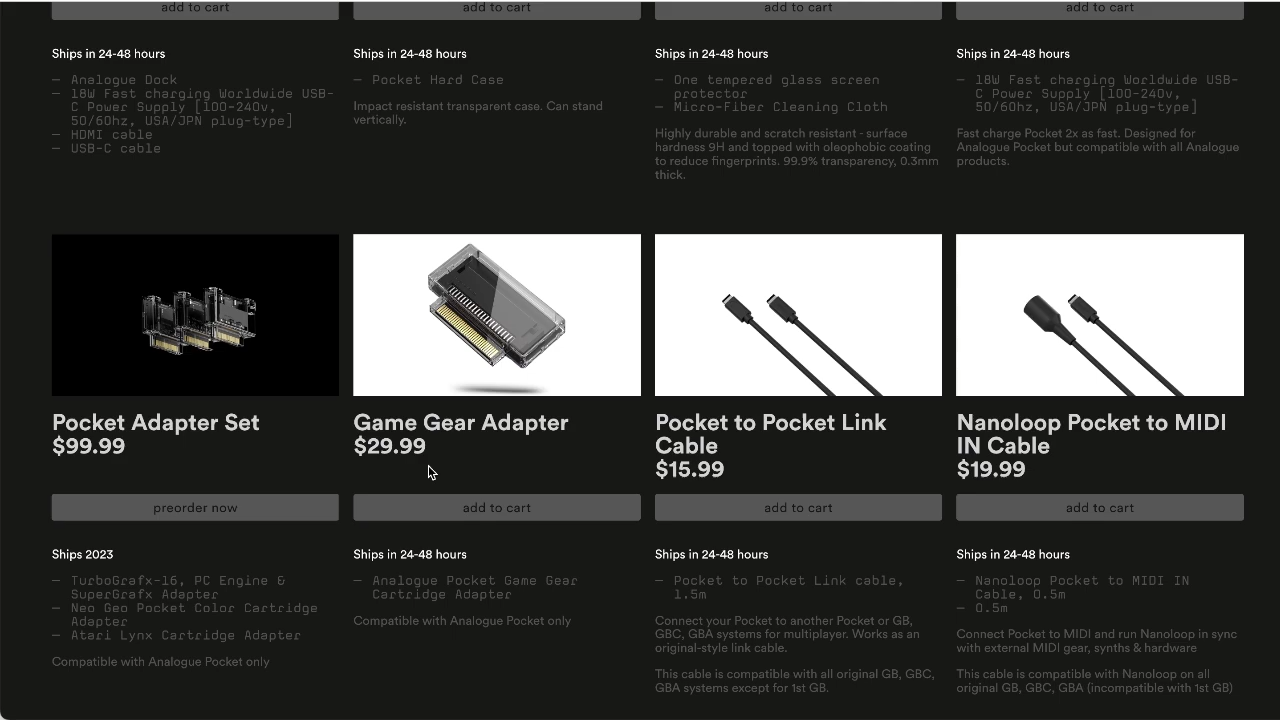 add to cart
add to cart
add to cart
add to cart
Ships in 24-48 hours
— Analogue Dock
— 18W Fast charging Worldwide USB-
C Power Supply [100-240v,
50/60hz, USA/JPN plug-type]
— HDMI cable
— USB-C cable
Ships in 24-48 hours
— Pocket Hard Case
Impact resistant transparent case. Can stand
vertically.
Ships in 24-48 hours
— One tempered glass screen
protector
— Micro-Fiber Cleaning Cloth
Highly durable and scratch resistant - surface
hardness 9H and topped with oleophobic coating
to reduce fingerprints. 99.9% transparency, 0.3mm
thick.
Ships in 24-48 hours
— 18W Fast charging Worldwide USB-
C Power Supply [100-240v,
50/60hz, USA/JPN plug-type]
Fast charge Pocket 2x as fast. Designed for
Analogue Pocket but compatible with all Analogue
products.
Pocket Adapter Set
$99.99
preorder now
Ships 2023
— TurboGrafx-16, PC Engine &
SuperGrafx Adapter
— Neo Geo Pocket Color Cartridge
Adapter
— Atari Lynx Cartridge Adapter
Compatible with Analogue Pocket only
Game Gear Adapter
$29.99
add to cart
Ships in 24-48 hours
— Analogue Pocket Game Gear
Cartridge Adapter
Compatible with Analogue Pocket only
Pocket to Pocket Link
Cable
$15.99
add to cart
Ships in 24-48 hours
— Pocket to Pocket Link cable,
1.5m
Connect your Pocket to another Pocket or GB,
GBC, GBA systems for multiplayer. Works as an
original-style link cable.
This cable is compatible with all original GB, GBC,
GBA systems except for 1st GB.
Nanoloop Pocket to MIDI
IN Cable
$19.99
add to cart
Ships in 24-48 hours
— Nanoloop Pocket to MIDI IN
Cable, 0.5m
— 0.5m
Connect Pocket to MIDI and run Nanoloop in sync
with external MIDI gear, synths & hardware
This cable is compatible with Nanoloop on all
original GB, GBC, GBA (incompatible with 1st GB)